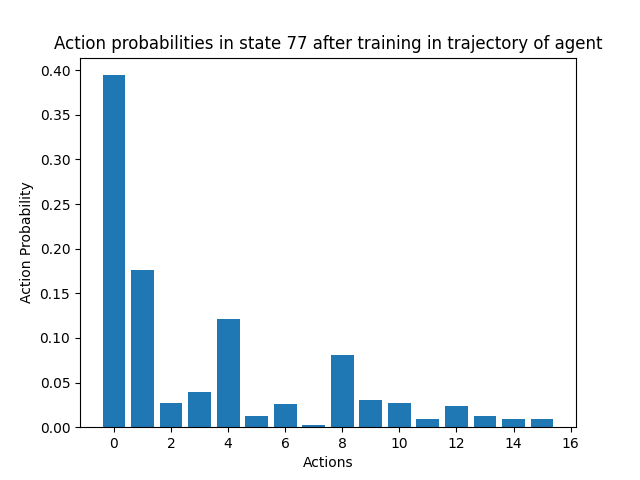 Action probabilities in state 77 after training in trajectory of agent
0.40
0.35
0.30
0.25
0.20
0.15
0.10
0.05
0.00
Action Probability
0 2 4 6 8 10 12 14 16
Actions